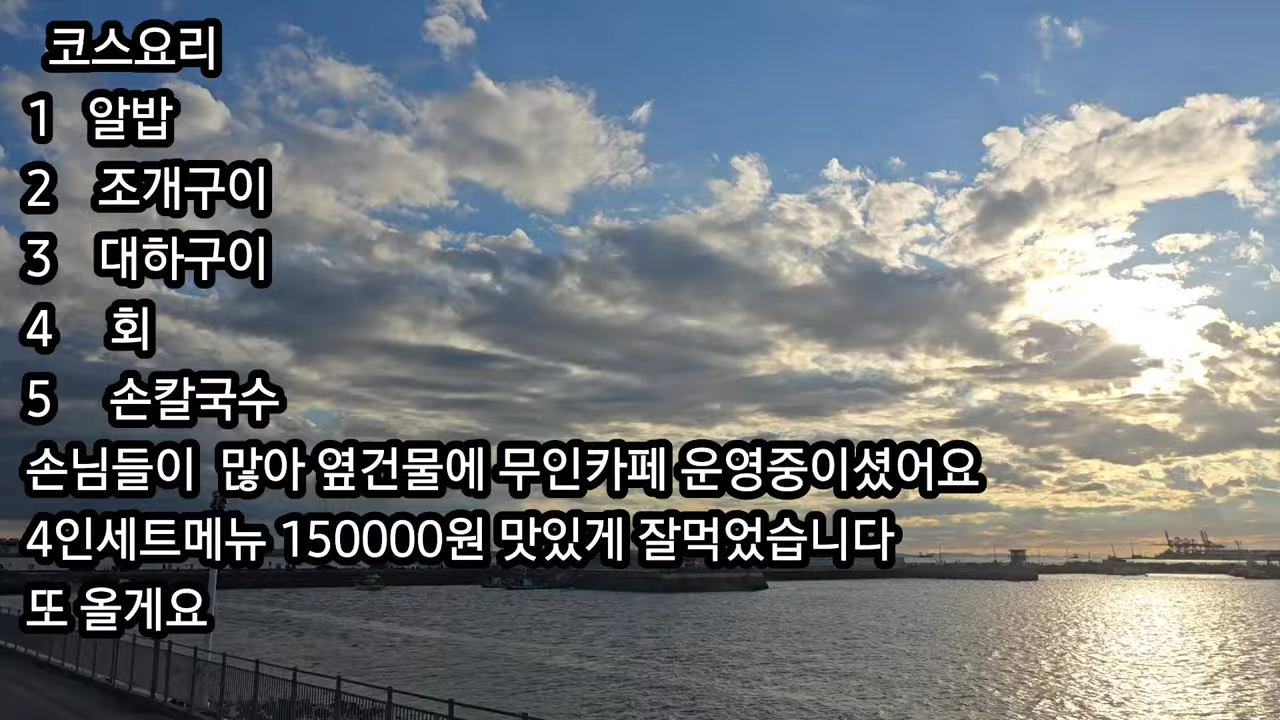 코스요리
1 알밥
2 조개구이
3 대하구이
4 회
5 손칼국수
손님들이 많아 옆건물에 무인카페 운영중이셨어요
4인세트메뉴 150000원 맛있게 잘먹었습니다
또 올게요